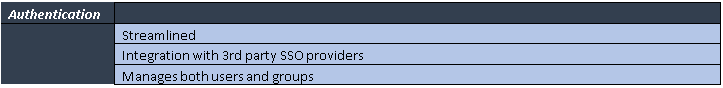 Authentication
Streamlined
Integration with 3rd party SSO providers
Manages both users and groups